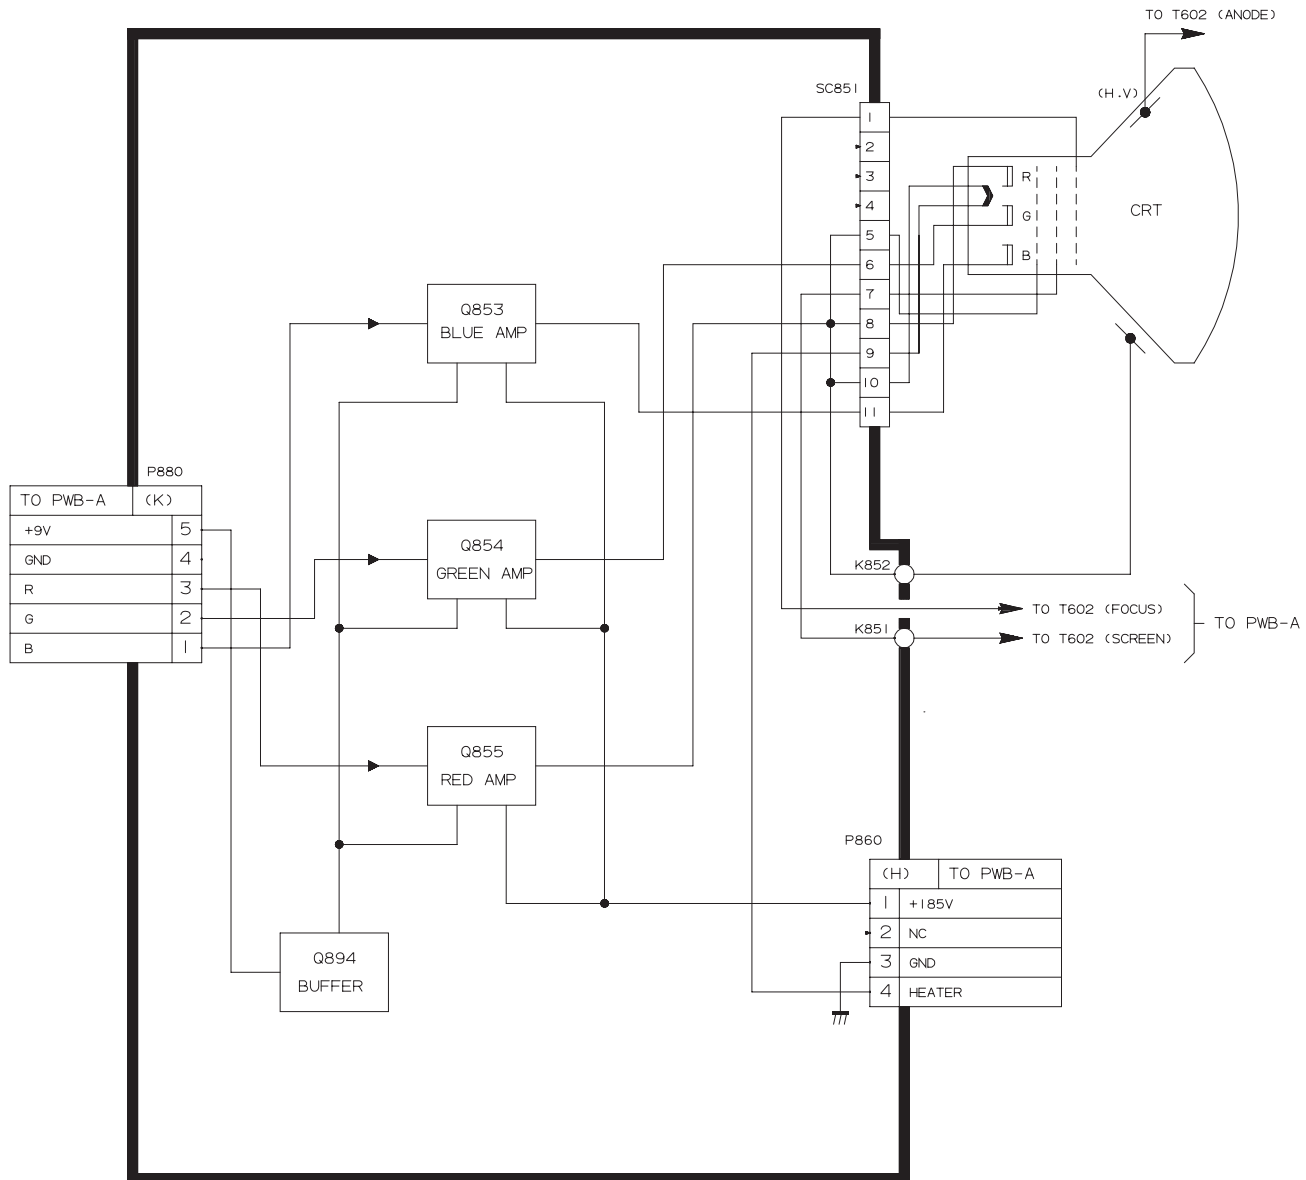 TO T602 (ANODE)
SC851
(H.V)
1
2
3
4
5
6
7
8
9
10
11
R
G
B
CRT
Q853
BLUE AMP
P880
TO PWB-A (K)
+9V 5
GND 4
R 3
G 2
B 1
Q854
GREEN AMP
K852
TO T602 (FOCUS)
K851
TO T602 (SCREEN)
TO PWB-A
Q855
RED AMP
P860
(H) TO PWB-A
1 +185V
2 NC
3 GND
4 HEATER
Q894
BUFFER